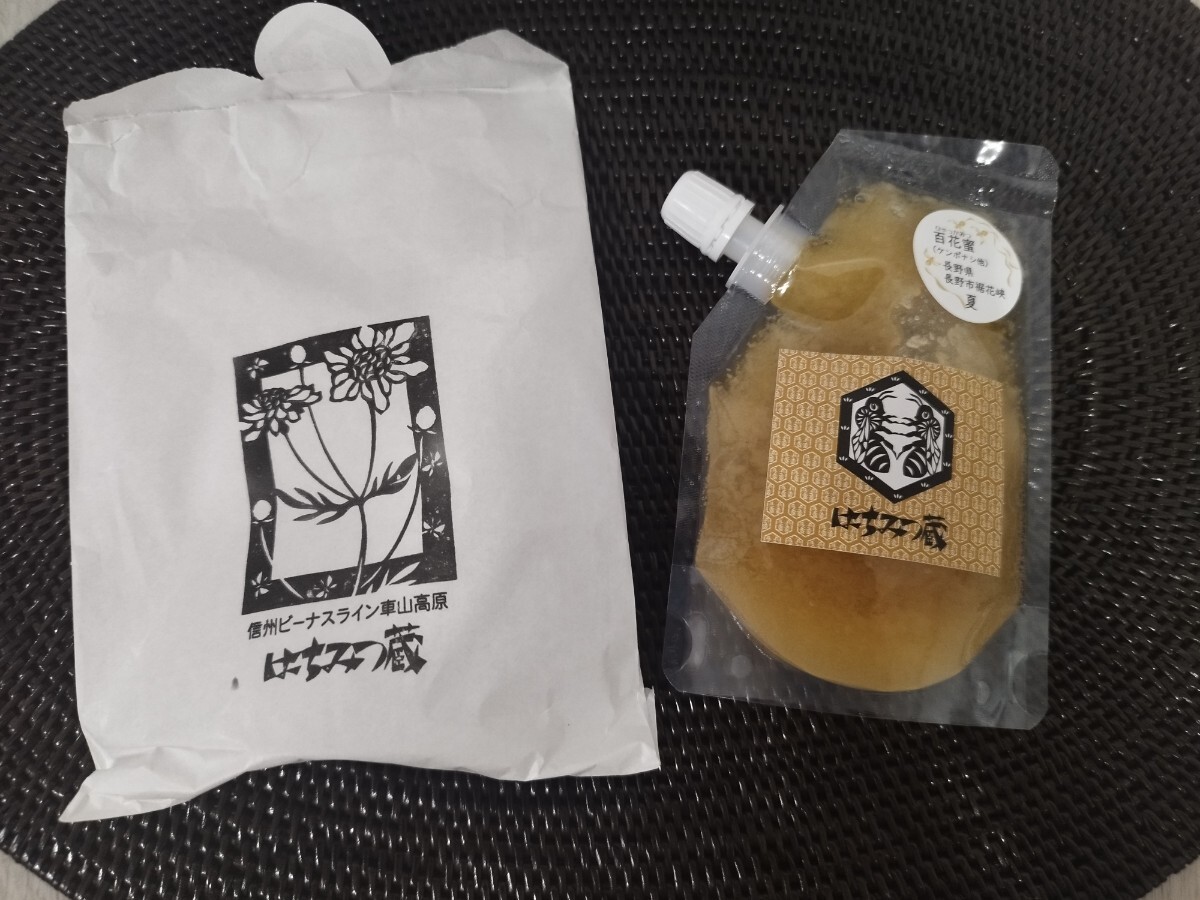 信州ビーナスライン車山高原
はちみつ蔵
百花蜜
(ケンポナシ他)
長野県
長野市裾花峡
夏
はちみつ蔵